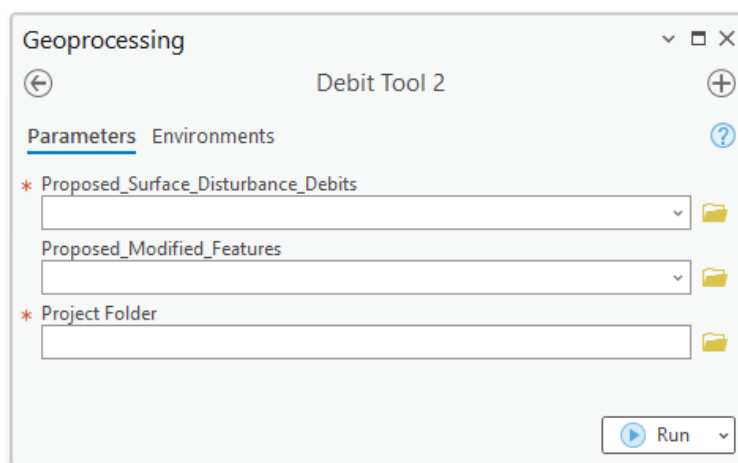 Geoprocessing
Debit Tool 2
Parameters Environments
* Proposed_Surface_Disturbance_Debits
Proposed_Modified_Features
* Project Folder
Run